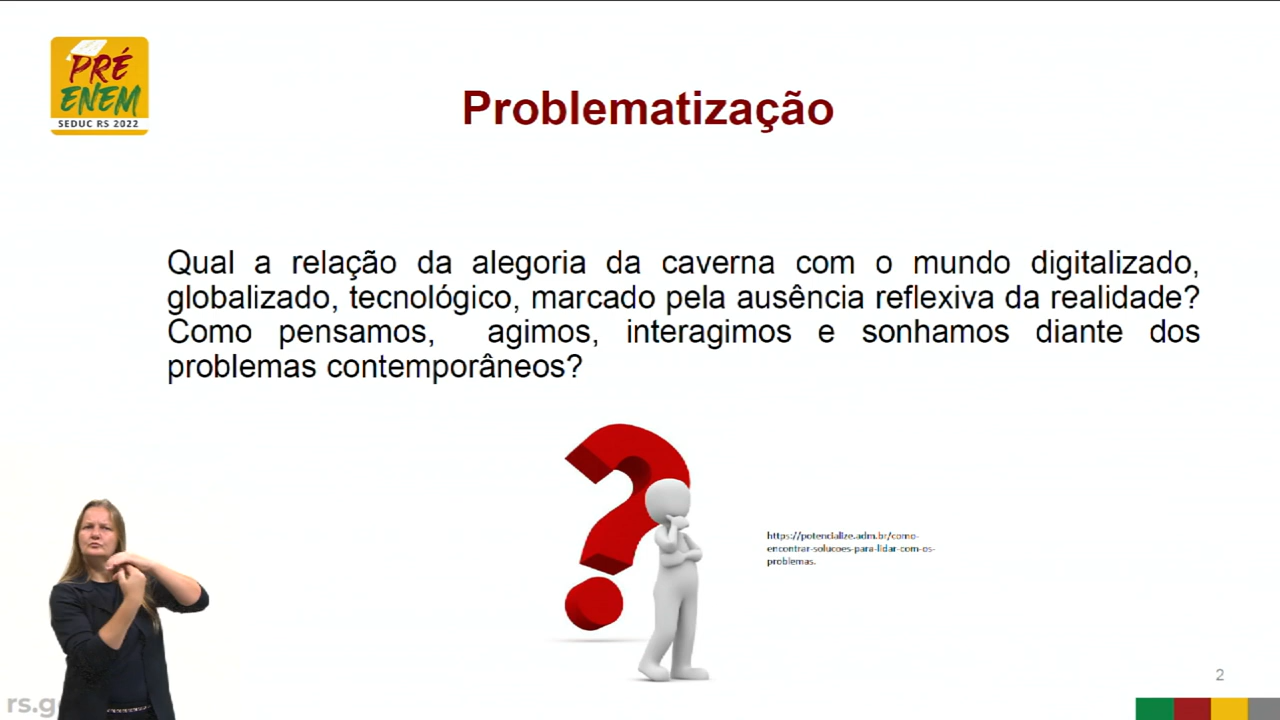 PRÉ
ENEM
SEDUC RS 2022
Problematização
Qual a relação da alegoria da caverna com o mundo digitalizado,
globalizado, tecnológico, marcado pela ausência reflexiva da realidade?
Como pensamos, agimos, interagimos e sonhamos diante dos
problemas contemporâneos?
https://potencialize.adm.br/como-
encontrar-solucoes-para-lidar-com-os-
problemas.
2
rs.g